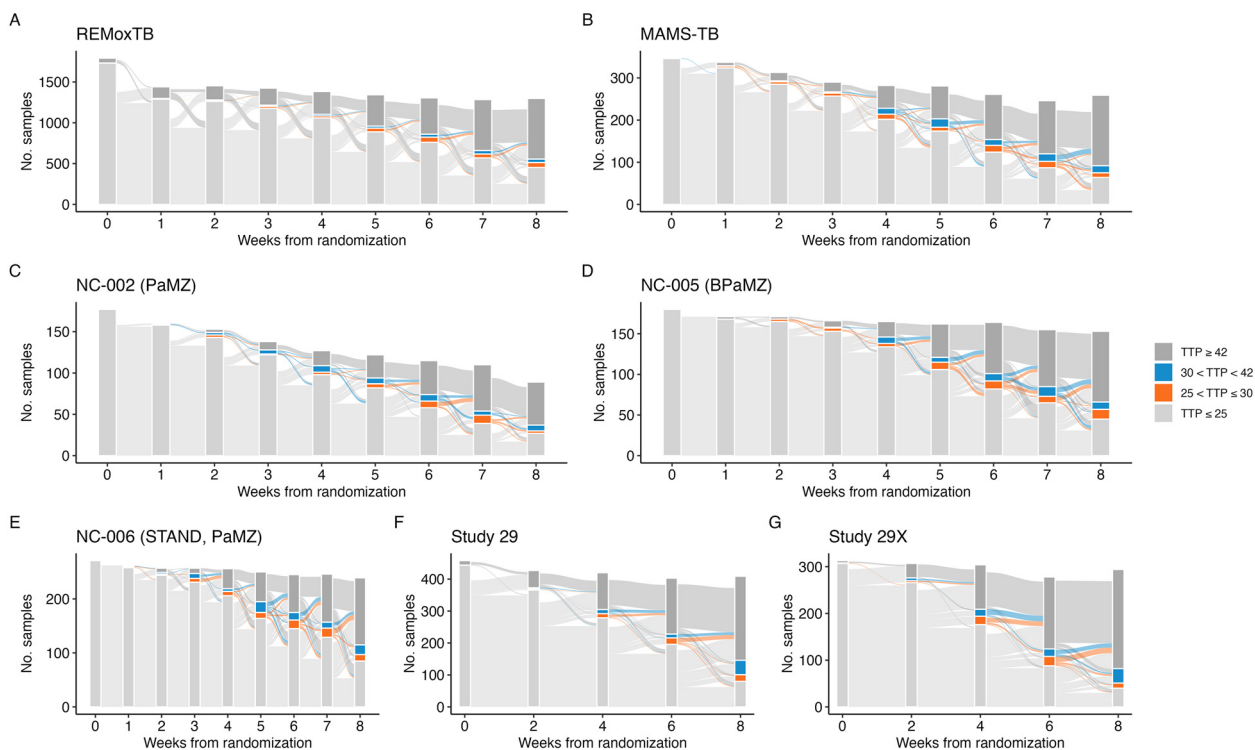 A
REMoxTB
No. samples
1500
1000
500
0
0 1 2 3 4 5 6 7 8
Weeks from randomization
B
MAMS-TB
No. samples
300
200
100
0
0 1 2 3 4 5 6 7 8
Weeks from randomization
C
NC-002 (PaMZ)
No. samples
150
100
50
0
0 1 2 3 4 5 6 7 8
Weeks from randomization
D
NC-005 (BPaMZ)
No. samples
150
100
50
0
0 1 2 3 4 5 6 7 8
Weeks from randomization
TTP ≥ 42
30 < TTP < 42
25 < TTP ≤ 30
TTP ≤ 25
E
NC-006 (STAND, PaMZ)
No. samples
200
100
0
0 1 2 3 4 5 6 7 8
Weeks from randomization
F
Study 29
No. samples
400
300
200
100
0
0 2 4 6 8
Weeks from randomization
G
Study 29X
No. samples
300
200
100
0
0 2 4 6 8
Weeks from randomization